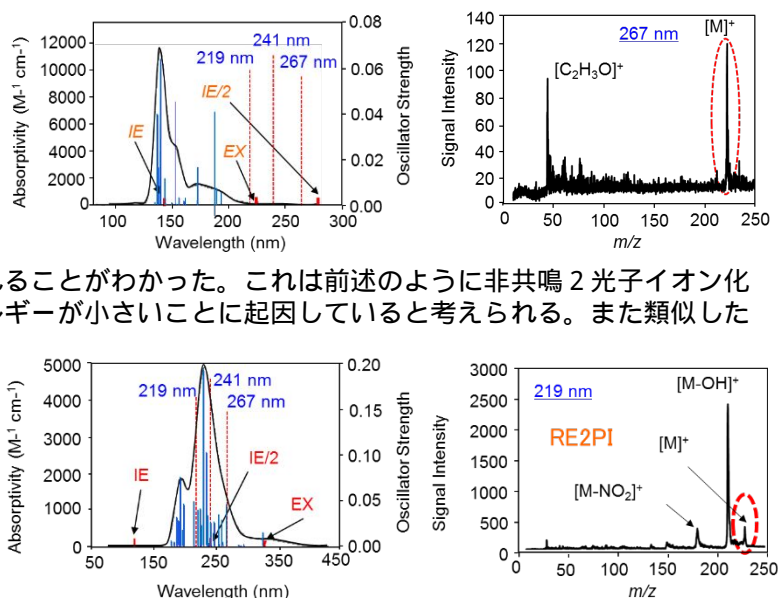 12000
10000
8000
6000
4000
2000
0
Absorptivity (M-1 cm-1)
100 150 200 250 300
Wavelength (nm)
0.08
0.06
0.04
0.02
0.00
Oscillator Strength
241 nm
219 nm
267 nm
IE/2
IE
EX
140
120
100
80
60
40
20
0
Signal Intensity
0 50 100 150 200 250
m/z
267 nm
[M]+
[C2H3O]+
れることがわかった。これは前述のように非共鳴2光子イオン化
ルギーが小さいことに起因していると考えられる。また類似した
5000
4000
3000
2000
1000
0
Absorptivity (M-1 cm-1)
50 150 250 350 450
Wavelength (nm)
0.20
0.15
0.10
0.05
0.00
Oscillator Strength
241 nm
219 nm
267 nm
IE
IE/2
EX
3000
2500
2000
1500
1000
500
0
Signal Intensity
0 50 100 150 200 250
m/z
219 nm
RE2PI
[M-OH]+
[M]+
[M-NO2]+